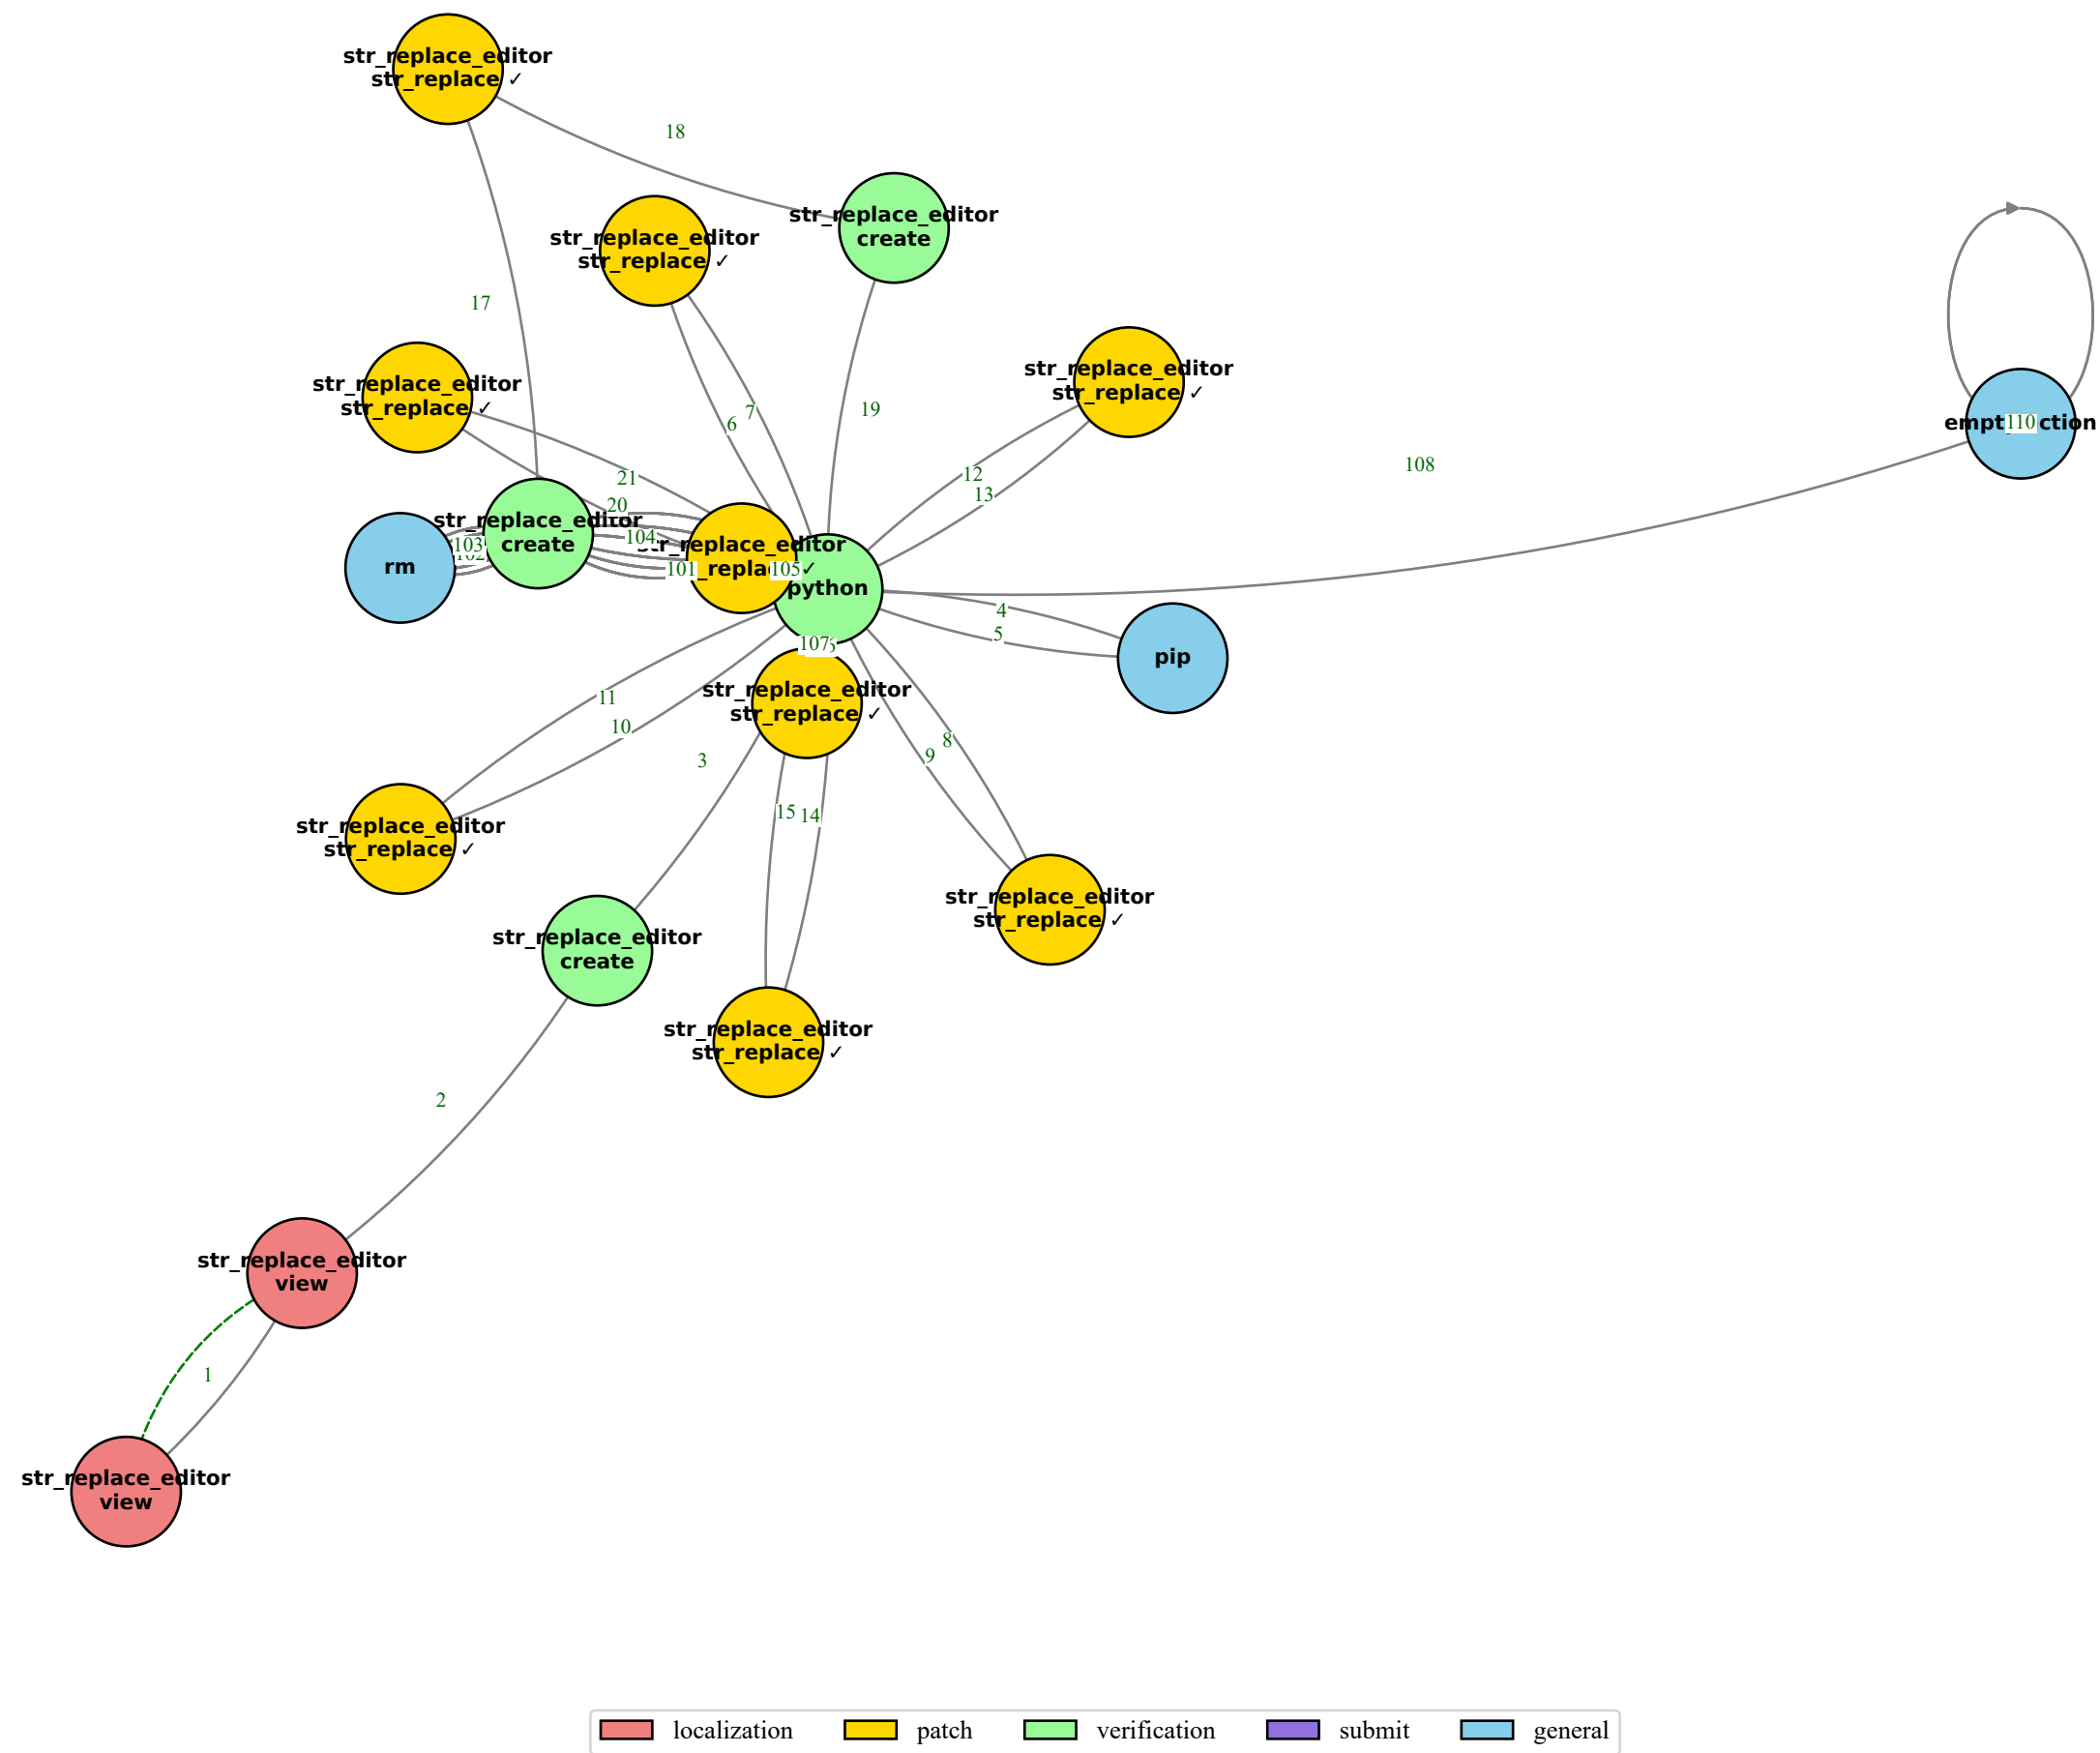 str_replace_editor
str_replace ✓
18
str_replace_editor
create
str_replace_editor
str_replace ✓
17
str_replace_editor
str_replace ✓
str_replace_editor
str_replace ✓
6
7
19
12
13
108
110
21
20
str_replace_editor
create
104
103
101
105
rm
python
4
5
pip
107
str_replace_editor
str_replace ✓
11
10
3
8
9
15
14
str_replace_editor
str_replace ✓
str_replace_editor
str_replace ✓
str_replace_editor
create
str_replace_editor
str_replace ✓
2
str_replace_editor
view
1
str_replace_editor
view
localization
patch
verification
submit
general